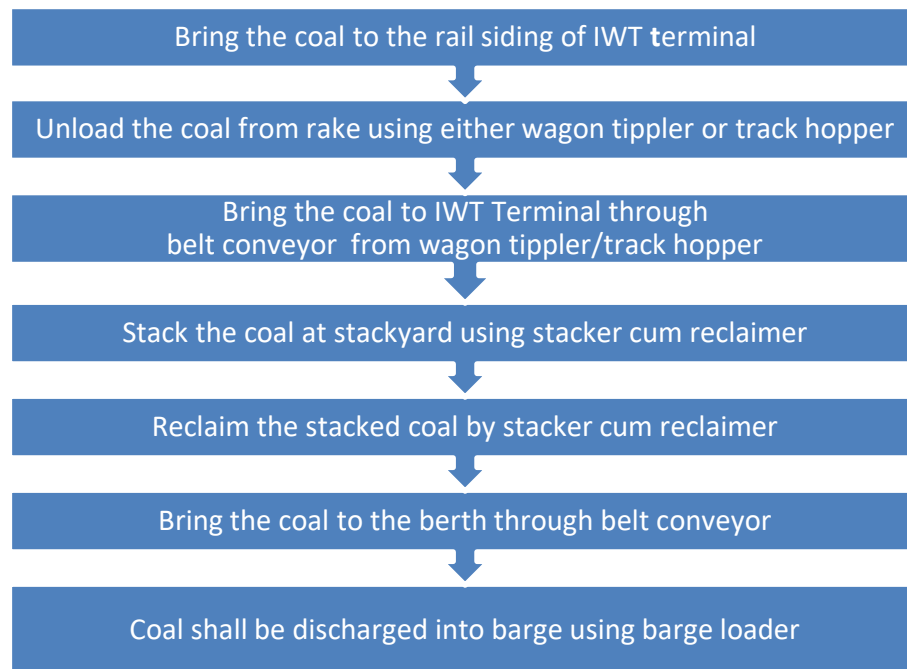 Bring the coal to the rail siding of IWT terminal
Unload the coal from rake using either wagon tippler or track hopper
Bring the coal to IWT Terminal through
belt conveyor from wagon tippler/track hopper
Stack the coal at stackyard using stacker cum reclaimer
Reclaim the stacked coal by stacker cum reclaimer
Bring the coal to the berth through belt conveyor
Coal shall be discharged into barge using barge loader